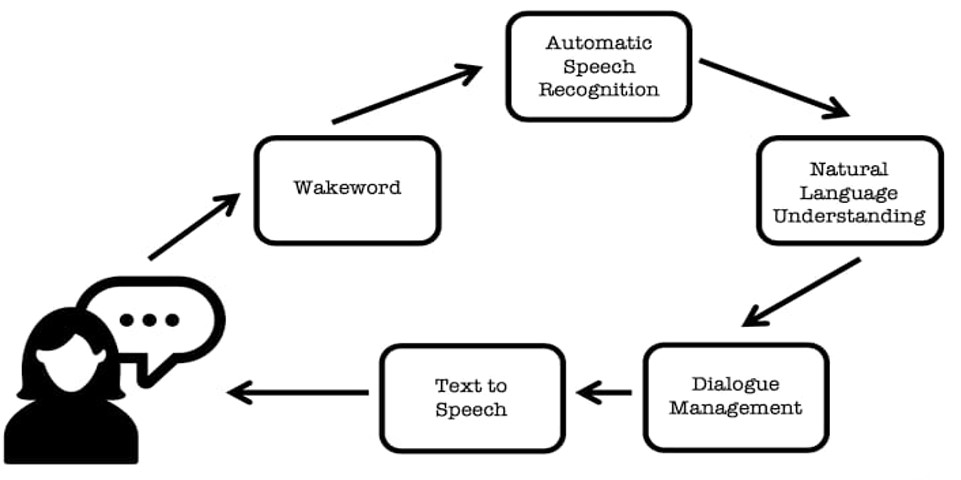 Automatic
Speech
Recognition
Wakeword
Natural
Language
Understanding
Text to
Speech
Dialogue
Management